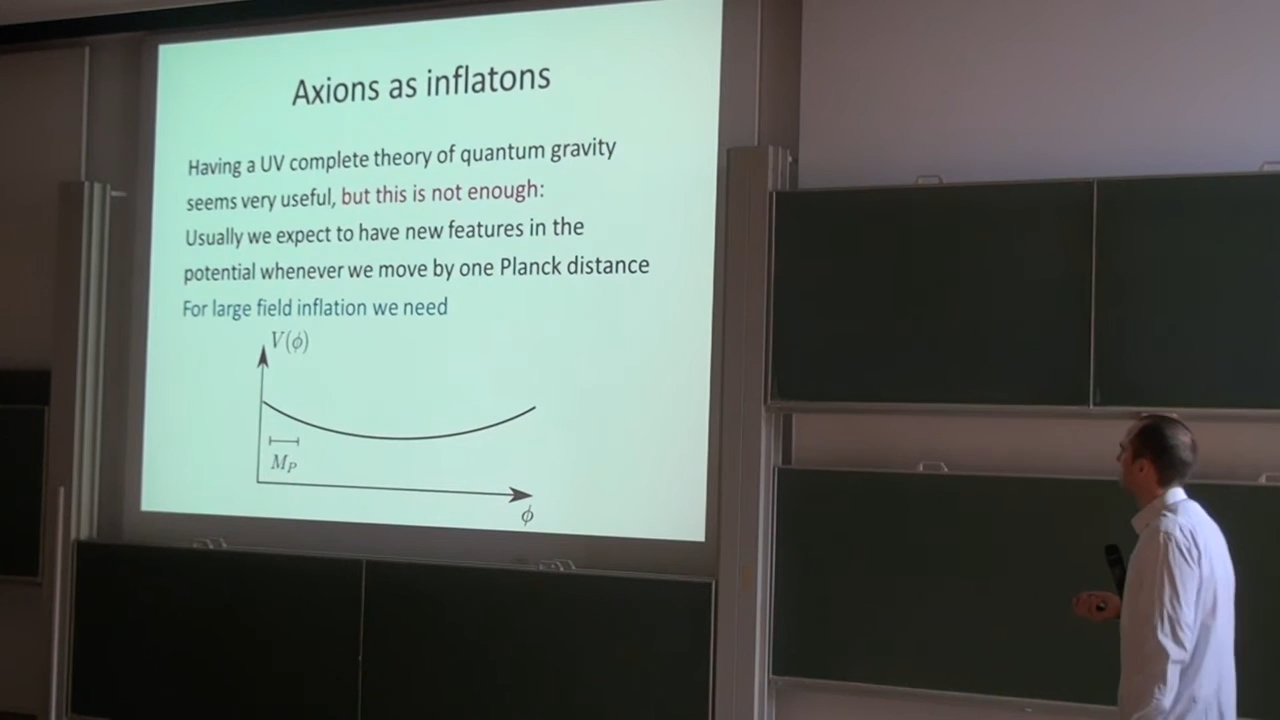 Axions as inflatons
Having a UV complete theory of quantum gravity
seems very useful, but this is not enough:
Usually we expect to have new features in the
potential whenever we move by one Planck distance
For large field inflation we need
V(ϕ)
M_P
ϕ